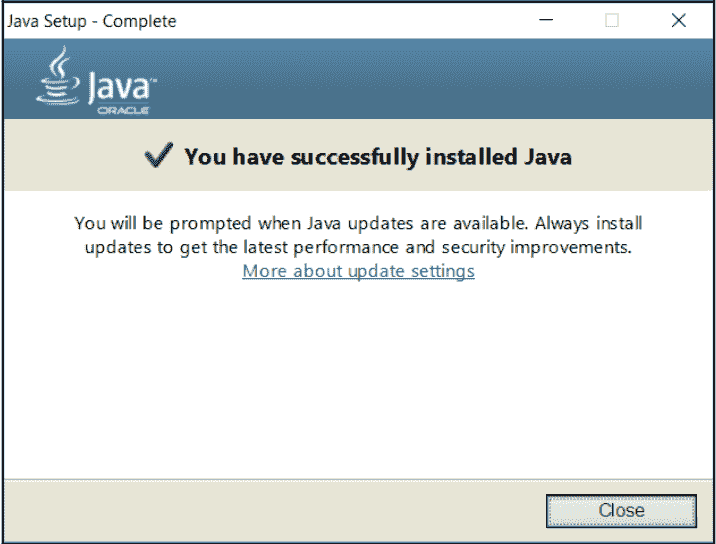 Java Setup - Complete
Java™
ORACLE
You have successfully installed Java
You will be prompted when Java updates are available. Always install
updates to get the latest performance and security improvements.
More about update settings
Close